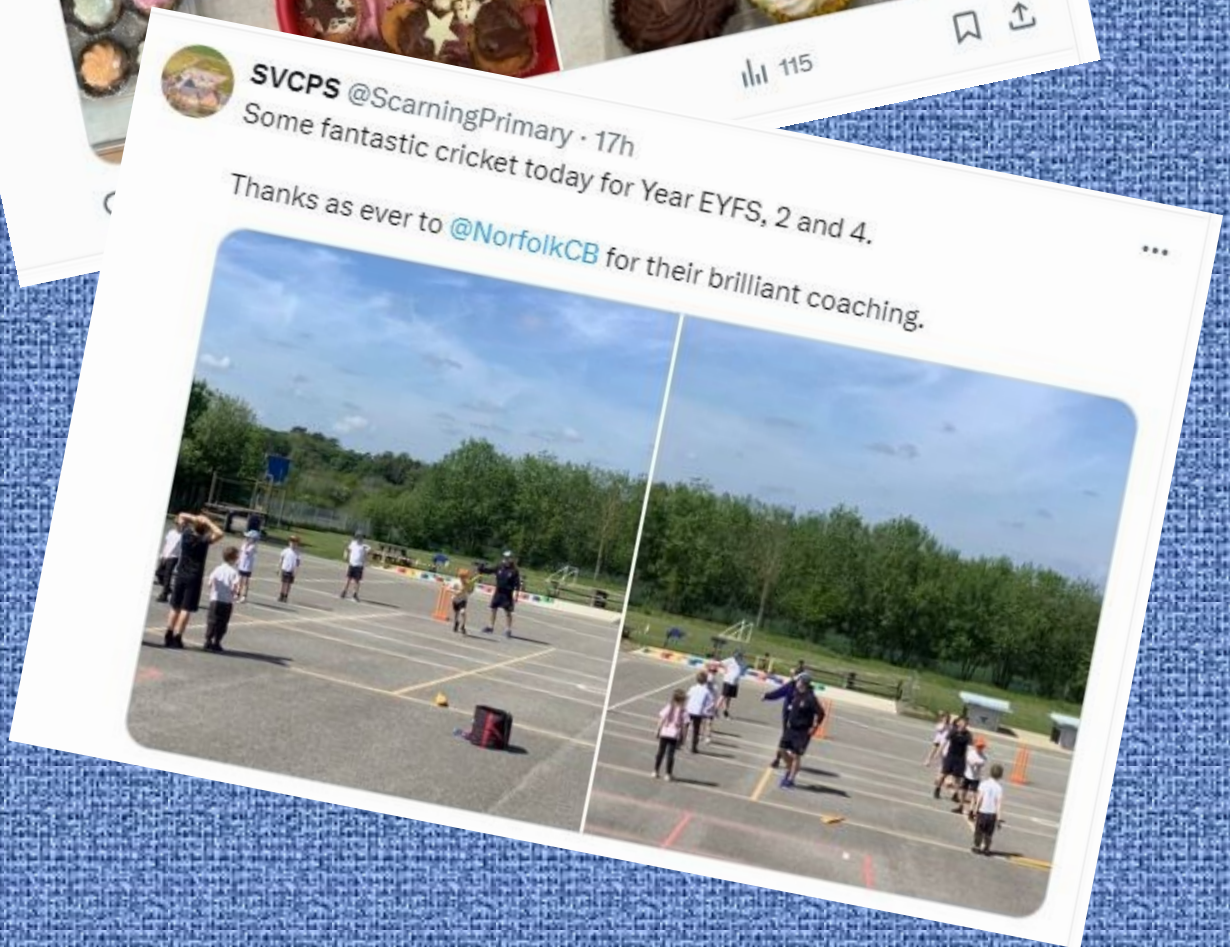 115
SVCPS @ScarningPrimary · 17h
Some fantastic cricket today for Year EYFS, 2 and 4.
Thanks as ever to @NorfolkCB for their brilliant coaching.